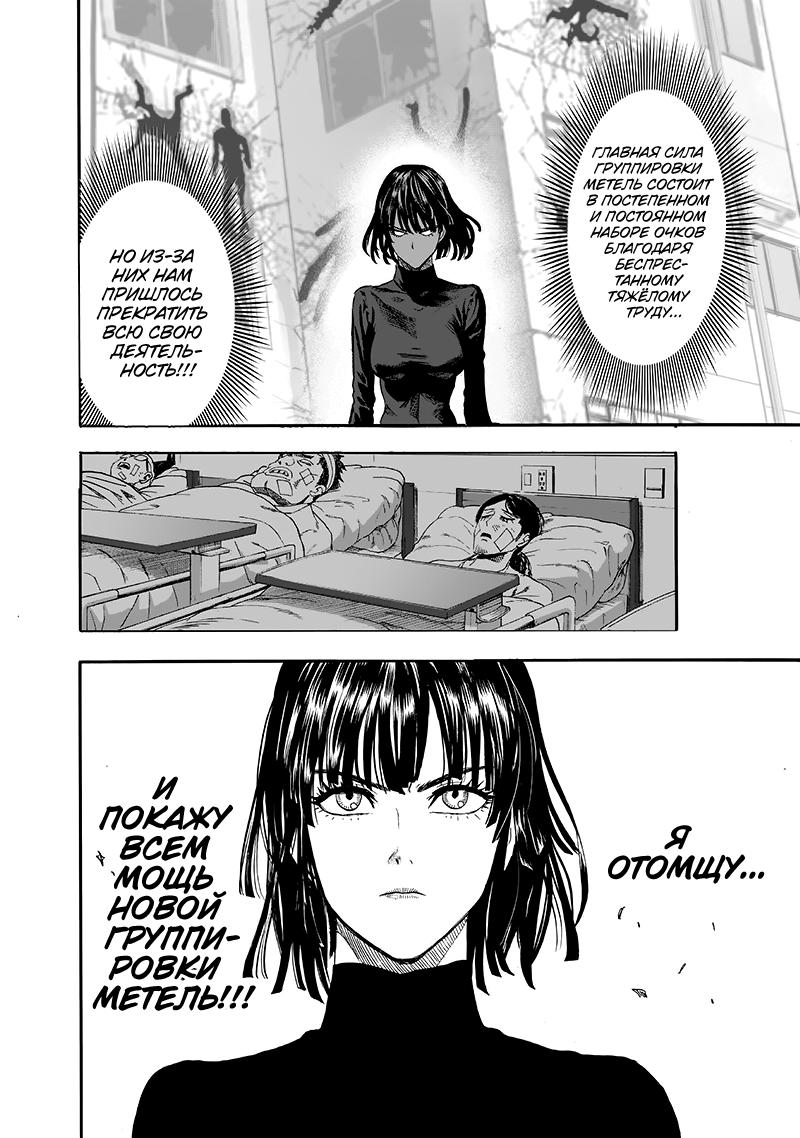 ГЛАВНАЯ СИЛА
ГРУППИРОВКИ
МЕТЕЛЬ СОСТОИТ
В ПОСТЕПЕННОМ
И ПОСТОЯННОМ
НАБОРЕ ОЧКОВ
БЛАГОДАРЯ
БЕСПРЕС-
ТАННОМУ
ТЯЖЁЛОМУ
ТРУДУ...
НО ИЗ-ЗА
НИХ НАМ
ПРИШЛОСЬ
ПРЕКРАТИТЬ
ВСЮ СВОЮ
ДЕЯТЕЛЬ-
НОСТЬ!!!
Я
ОТОМЩУ...
И
ПОКАЖУ
ВСЕМ
МОЩЬ
НОВОЙ
ГРУППИ-
РОВКИ
МЕТЕЛЬ!!!